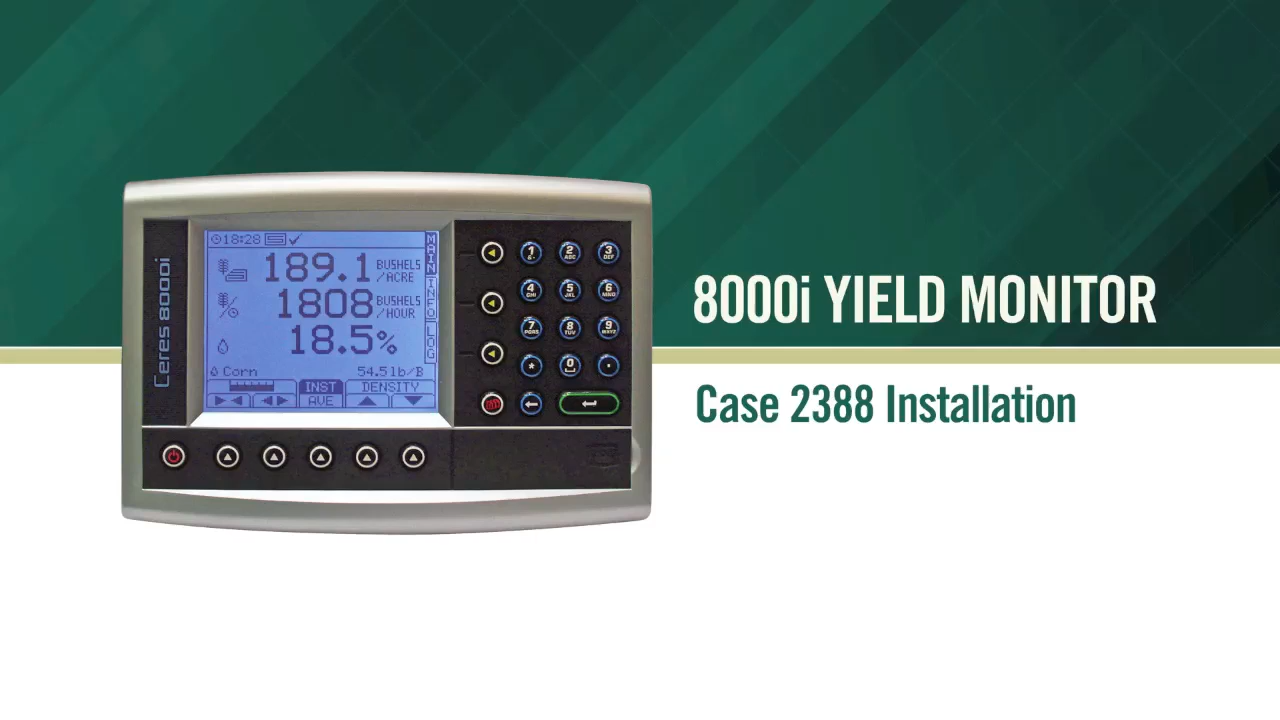 8000i YIELD MONITOR
Case 2388 Installation
Ceres 8000i
18:28
189.1 BUSHELS /ACRE
1808 BUSHELS /HOUR
18.5%
Corn 54.5lb/B
INST
AVE
DENSITY
MAIN
INFO
LOG
1 &*
2 ABC
3 DEF
4 GHI
5 JKL
6 MNO
7 PQRS
8 TUV
9 WXYZ
*
0
.